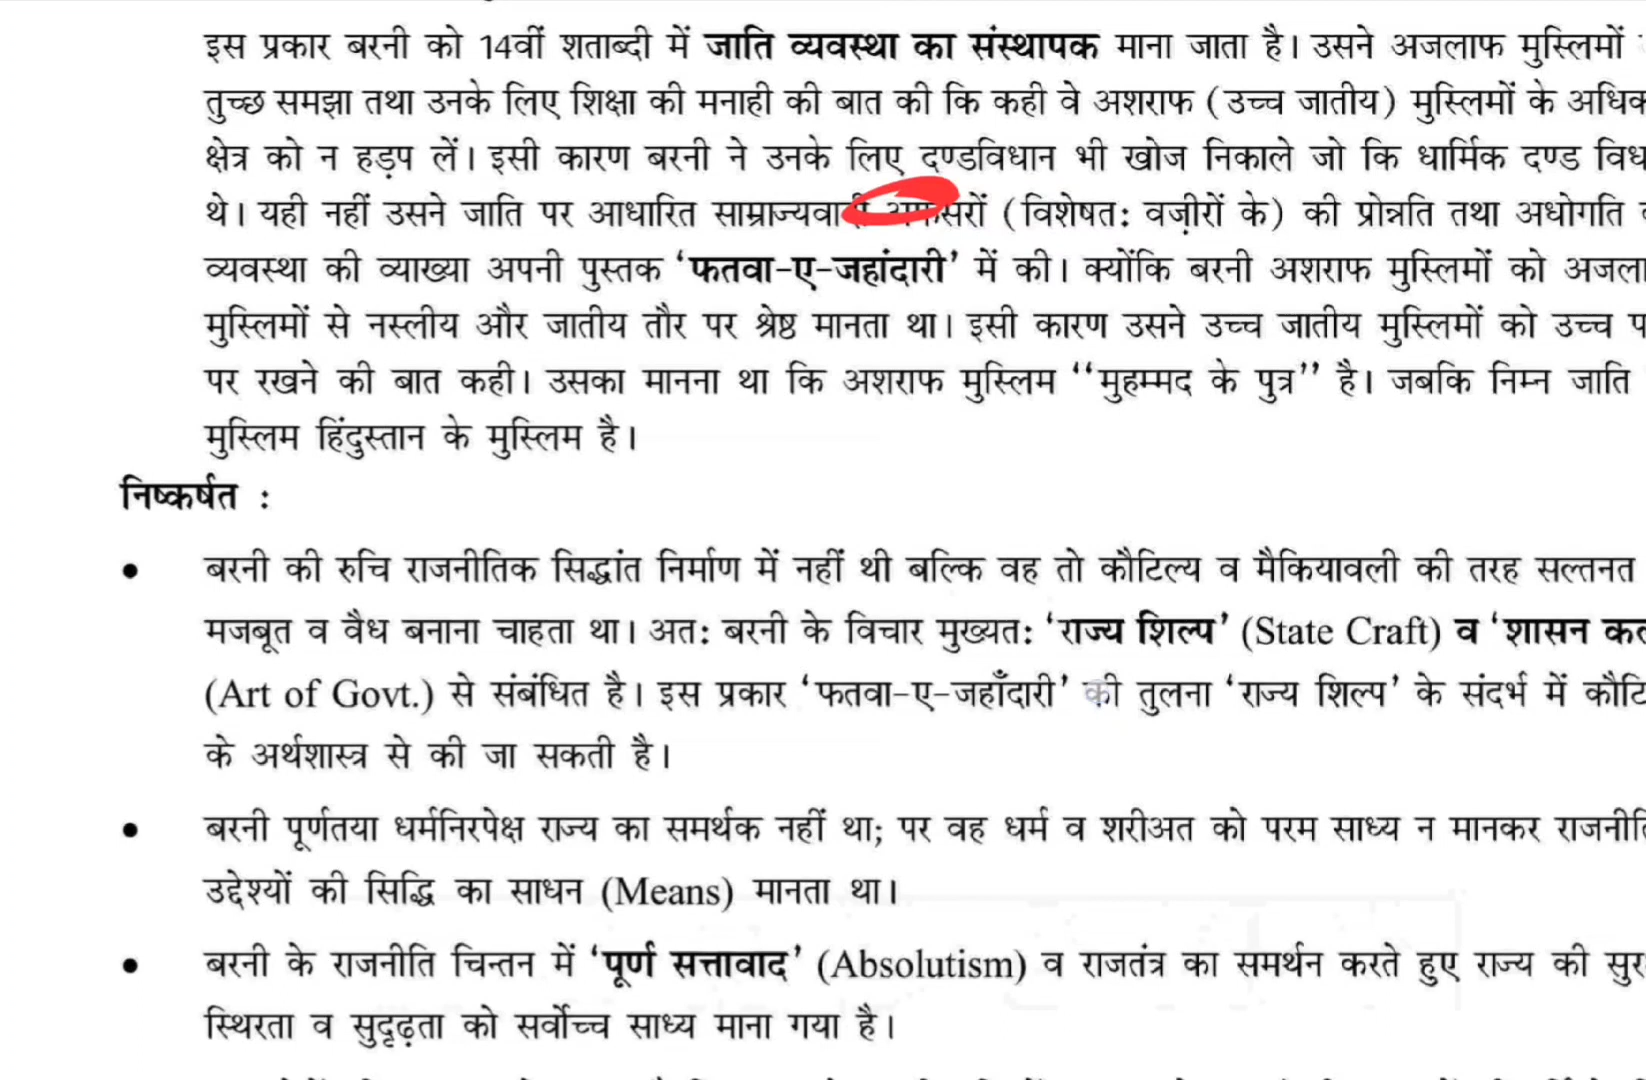 इस प्रकार बरनी को 14वीं शताब्दी में जाति व्यवस्था का संस्थापक माना जाता है। उसने अजलाफ मुस्लिमों
तुच्छ समझा तथा उनके लिए शिक्षा की मनाही की बात की कि कही वे अशराफ (उच्च जातीय) मुस्लिमों के अधिक
क्षेत्र को न हड़प लें। इसी कारण बरनी ने उनके लिए दण्डविधान भी खोज निकाले जो कि धार्मिक दण्ड विध
थे। यही नहीं उसने जाति पर आधारित (विशेषत: वज़ीरों के) की प्रोन्नति तथा अधोगति
व्यवस्था की व्याख्या अपनी पुस्तक ‘फतवा-ए-जहांदारी’ में की। क्योंकि बरनी अशराफ मुस्लिमों को अजला
मुस्लिमों से नस्लीय और जातीय तौर पर श्रेष्ठ मानता था। इसी कारण उसने उच्च जातीय मुस्लिमों को उच्च प
पर रखने की बात कही। उसका मानना था कि अशराफ मुस्लिम ‘‘मुहम्मद के पुत्र’’ है। जबकि निम्न जाति
मुस्लिम हिंदुस्तान के मुस्लिम है।
निष्कर्षत :
• बरनी की रुचि राजनीतिक सिद्धांत निर्माण में नहीं थी बल्कि वह तो कौटिल्य व मैकियावली की तरह सल्तनत
मजबूत व वैध बनाना चाहता था। अत: बरनी के विचार मुख्यत: ‘राज्य शिल्प’ (State Craft) व ‘शासन कल
(Art of Govt.) से संबंधित है। इस प्रकार ‘फतवा-ए-जहाँदारी’ की तुलना ‘राज्य शिल्प’ के संदर्भ में कौटि
के अर्थशास्त्र से की जा सकती है।
• बरनी पूर्णतया धर्मनिरपेक्ष राज्य का समर्थक नहीं था; पर वह धर्म व शरीअत को परम साध्य न मानकर राजनीति
उद्देश्यों की सिद्धि का साधन (Means) मानता था।
• बरनी के राजनीति चिन्तन में ‘पूर्ण सत्तावाद’ (Absolutism) व राजतंत्र का समर्थन करते हुए राज्य की सुर
स्थिरता व सुदृढ़ता को सर्वोच्च साध्य माना गया है।